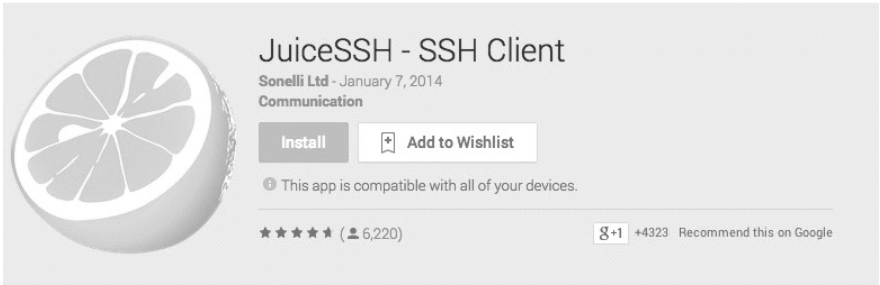 JuiceSSH - SSH Client
Sonelli Ltd - January 7, 2014
Communication
Install
Add to Wishlist
This app is compatible with all of your devices.
(6,220)
g+1 +4323 Recommend this on Google